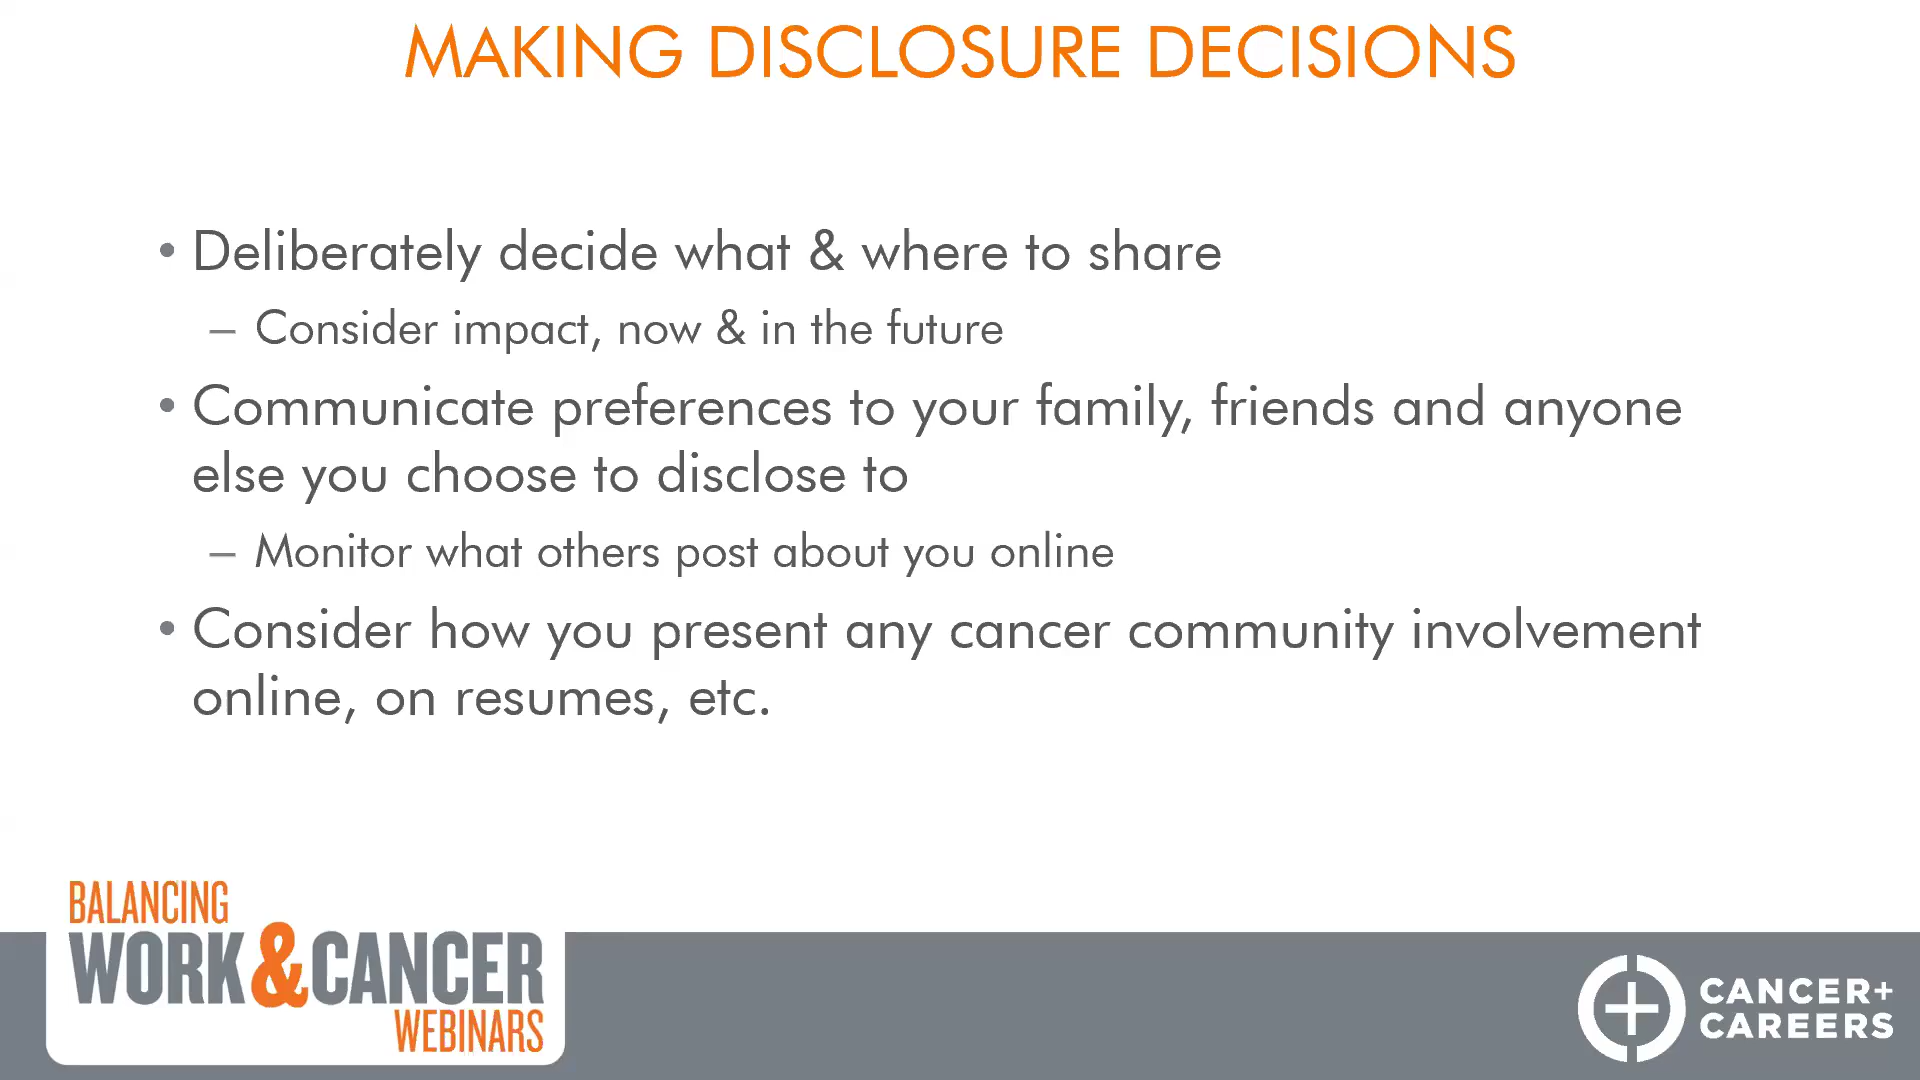 MAKING DISCLOSURE DECISIONS
• Deliberately decide what & where to share
– Consider impact, now & in the future
• Communicate preferences to your family, friends and anyone
else you choose to disclose to
– Monitor what others post about you online
• Consider how you present any cancer community involvement
online, on resumes, etc.
BALANCING
WORK&CANCER
WEBINARS
CANCER+
CAREERS